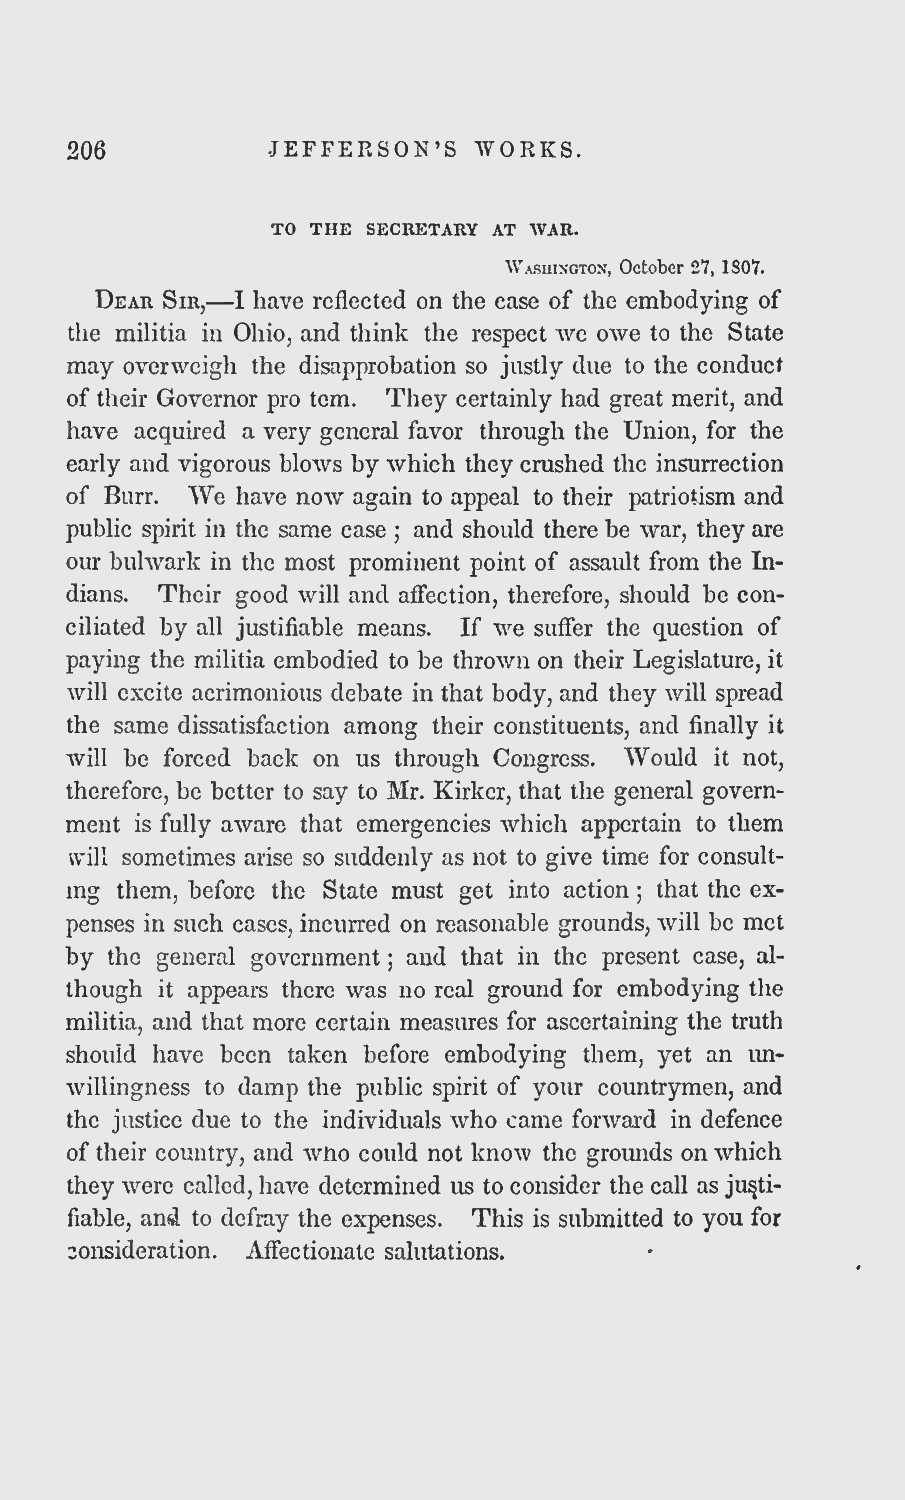 206 JEFFERSON'S WORKS.
TO THE SECRETARY AT WAR.
WASHINGTON, October 27, 1807.
DEAR SIR,—I have reflected on the case of the embodying of
the militia in Ohio, and think the respect we owe to the State
may overweigh the disapprobation so justly due to the conduct
of their Governor pro tem. They certainly had great merit, and
have acquired a very general favor through the Union, for the
early and vigorous blows by which they crushed the insurrection
of Burr. We have now again to appeal to their patriotism and
public spirit in the same case ; and should there be war, they are
our bulwark in the most prominent point of assault from the In-
dians. Their good will and affection, therefore, should be con-
ciliated by all justifiable means. If we suffer the question of
paying the militia embodied to be thrown on their Legislature, it
will excite acrimonious debate in that body, and they will spread
the same dissatisfaction among their constituents, and finally it
will be forced back on us through Congress. Would it not,
therefore, be better to say to Mr. Kirker, that the general govern-
ment is fully aware that emergencies which appertain to them
will sometimes arise so suddenly as not to give time for consult-
ing them, before the State must get into action ; that the ex-
penses in such cases, incurred on reasonable grounds, will be met
by the general government ; and that in the present case, al-
though it appears there was no real ground for embodying the
militia, and that more certain measures for ascertaining the truth
should have been taken before embodying them, yet an un-
willingness to damp the public spirit of your countrymen, and
the justice due to the individuals who came forward in defence
of their country, and who could not know the grounds on which
they were called, have determined us to consider the call as justi-
fiable, and to defray the expenses. This is submitted to you for
consideration. Affectionate salutations.